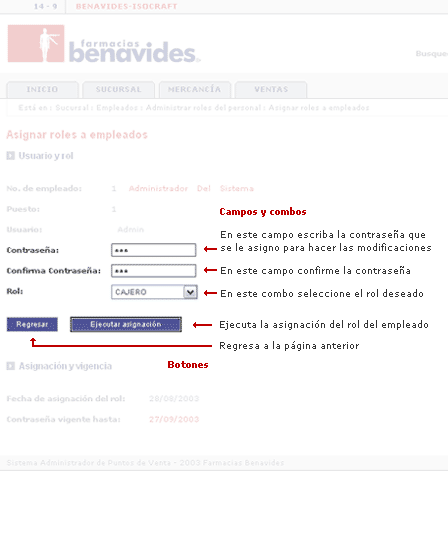 14 - 9 BENAVIDES-ISOCRAFT
farmacias
benavides
Busque
INICIO SUCURSAL MERCANCÍA VENTAS
Está en › Sucursal › Empleados › Administrar roles del personal › Asignar roles a empleados
Asignar roles a empleados
Usuario y rol
No. de empleado: 1 Administrador Del Sistema
Puesto: 1
Campos y combos
Usuario: Admin
En este campo escriba la contraseña que
Contraseña: ***
se le asigno para hacer las modificaciones
Confirma Contraseña: *** En este campo confirme la contraseña
Rol: CAJERO En este combo seleccione el rol deseado
Regresar Ejecutar asignación Ejecuta la asignación del rol del empleado
Regresa a la página anterior
Botones
Asignación y vigencia
Fecha de asignación del rol: 28/08/2003
Contraseña vigente hasta: 27/09/2003
Sistema Administrador de Puntos de Venta - 2003 Farmacias Benavides